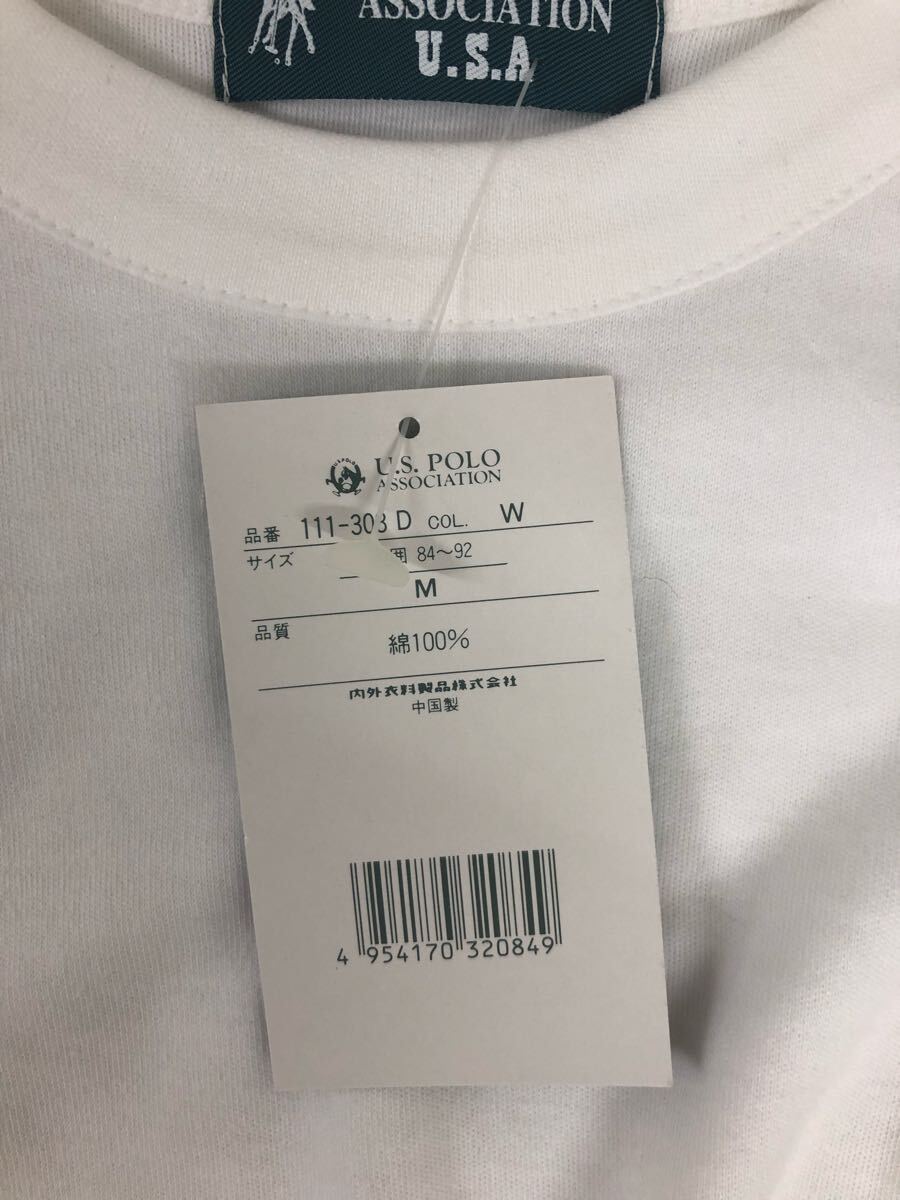 ASSOCIATION
U.S.A
U.S. POLO
ASSOCIATION
品番 111-303 D COL. W
サイズ 囲 84〜92
M
品質
綿100%
内外衣料製品株式会社
中国製
4 954170 320849